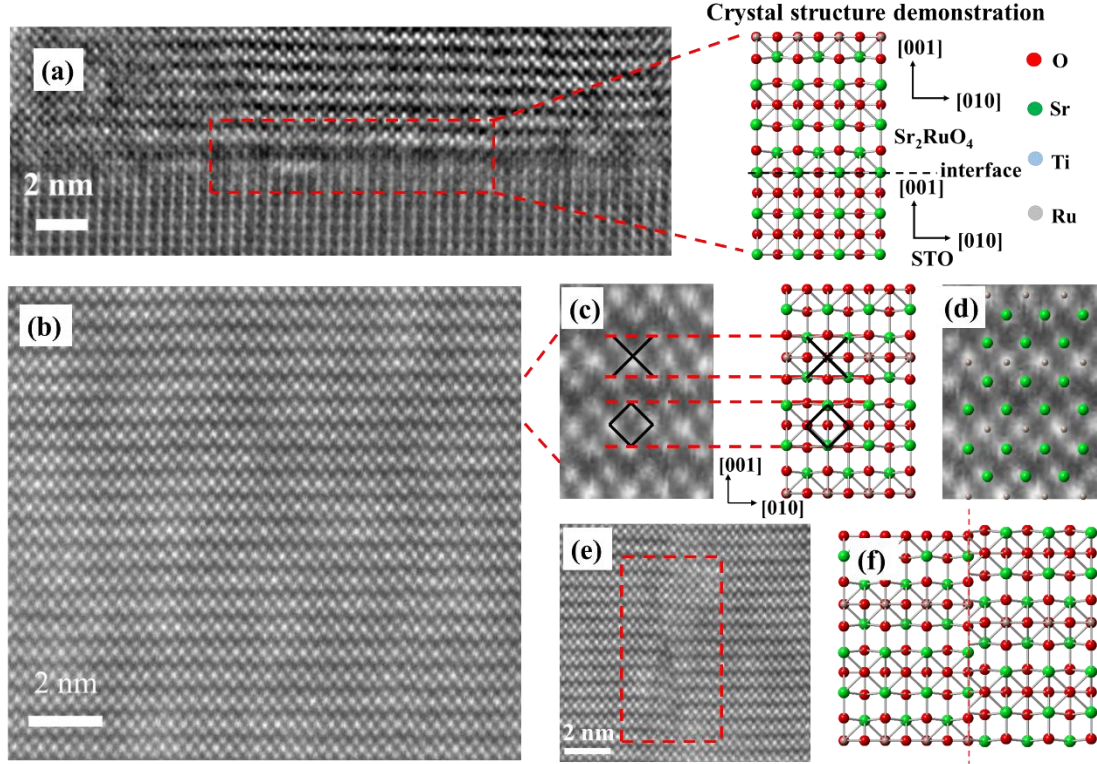 Crystal structure demonstration
(a)
2 nm
[001]
[010]
Sr₂RuO₄
interface
[001]
[010]
STO
O
Sr
Ti
Ru
(b)
2 nm
(c)
[001]
[010]
(d)
(e)
2 nm
(f)